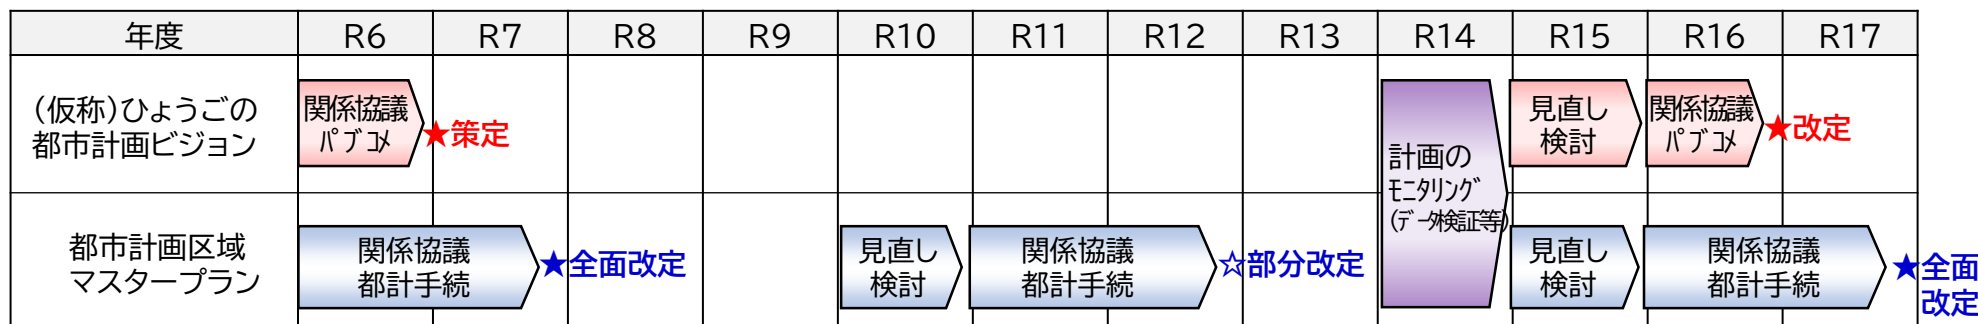 年度 R6 R7 R8 R9 R10 R11 R12 R13 R14 R15 R16 R17
(仮称)ひょうごの
都市計画ビジョン
関係協議
ﾊﾟﾌﾞｺﾒ
★策定
計画の
ﾓﾆﾀﾘﾝｸﾞ
(ﾃﾞｰﾀ検証等)
見直し
検討
関係協議
ﾊﾟﾌﾞｺﾒ
★改定
都市計画区域
マスタープラン
関係協議
都計手続
★全面改定
見直し
検討
関係協議
都計手続
☆部分改定
見直し
検討
関係協議
都計手続
★全面
改定